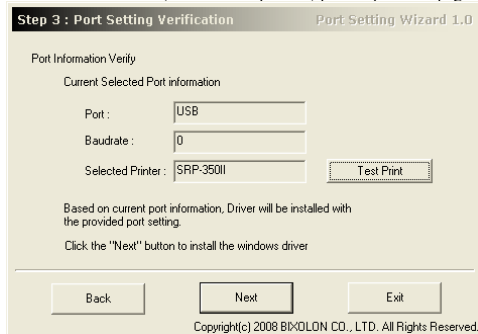 Step 3 : Port Setting Verification Port Setting Wizard 1.0
Port Information Verify
Current Selected Port information
Port : USB
Baudrate : 0
Selected Printer : SRP-350II Test Print
Based on current port information, Driver will be installed with
the provided port setting.
Click the "Next" button to install the windows driver
Back Next Exit
Copyright(c) 2008 BIXOLON CO., LTD. All Rights Reserved.